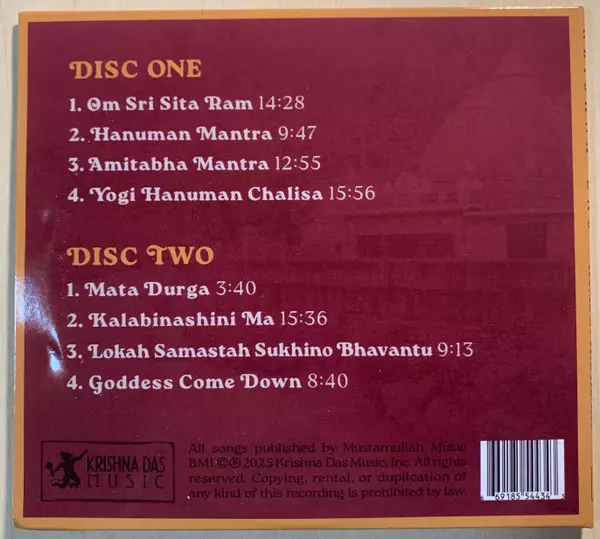 DISC ONE
1. Om Sri Sita Ram 14:28
2. Hanuman Mantra 9:47
3. Amitabha Mantra 12:55
4. Yogi Hanuman Chalisa 15:56
DISC TWO
1. Mata Durga 3:40
2. Kalabinashini Ma 15:36
3. Lokah Samastah Sukhino Bhavantu 9:13
4. Goddess Come Down 8:40
KRISHNA DAS
MUSIC
All songs published by Mustamullah Music
BMI ©℗ 2025 Krishna Das Music, Inc. All rights
reserved. Copying, rental, or duplication of
any kind of this recording is prohibited by law.
69185 54434